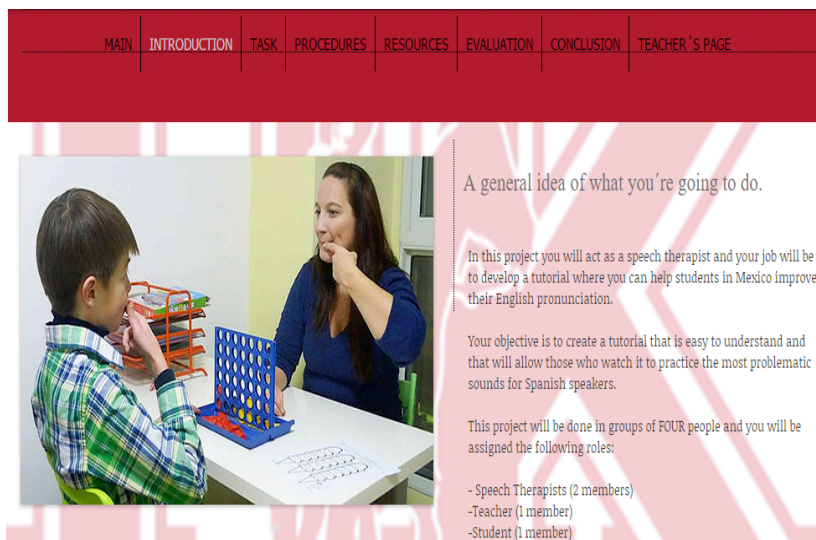 MAIN INTRODUCTION TASK PROCEDURES RESOURCES EVALUATION CONCLUSION TEACHER´S PAGE
A general idea of what you´re going to do.
In this project you will act as a speech therapist and your job will be
to develop a tutorial where you can help students in Mexico improve
their English pronunciation.
Your objective is to create a tutorial that is easy to understand and
that will allow those who watch it to practice the most problematic
sounds for Spanish speakers.
This project will be done in groups of FOUR people and you will be
assigned the following roles:
- Speech Therapists (2 members)
-Teacher (1 member)
-Student (1 member)